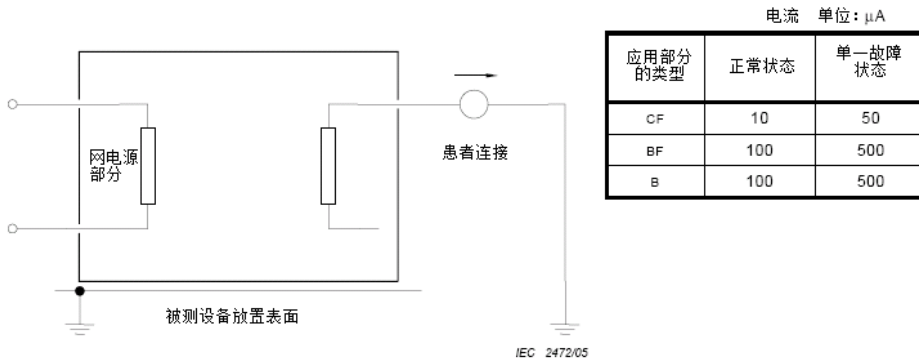 电流 单位：μA
应用部分
的类型
正常状态
单一故障
状态
CF
10
50
BF
100
500
B
100
500
网电源
部分
患者连接
被测设备放置表面
IEC 2472/05